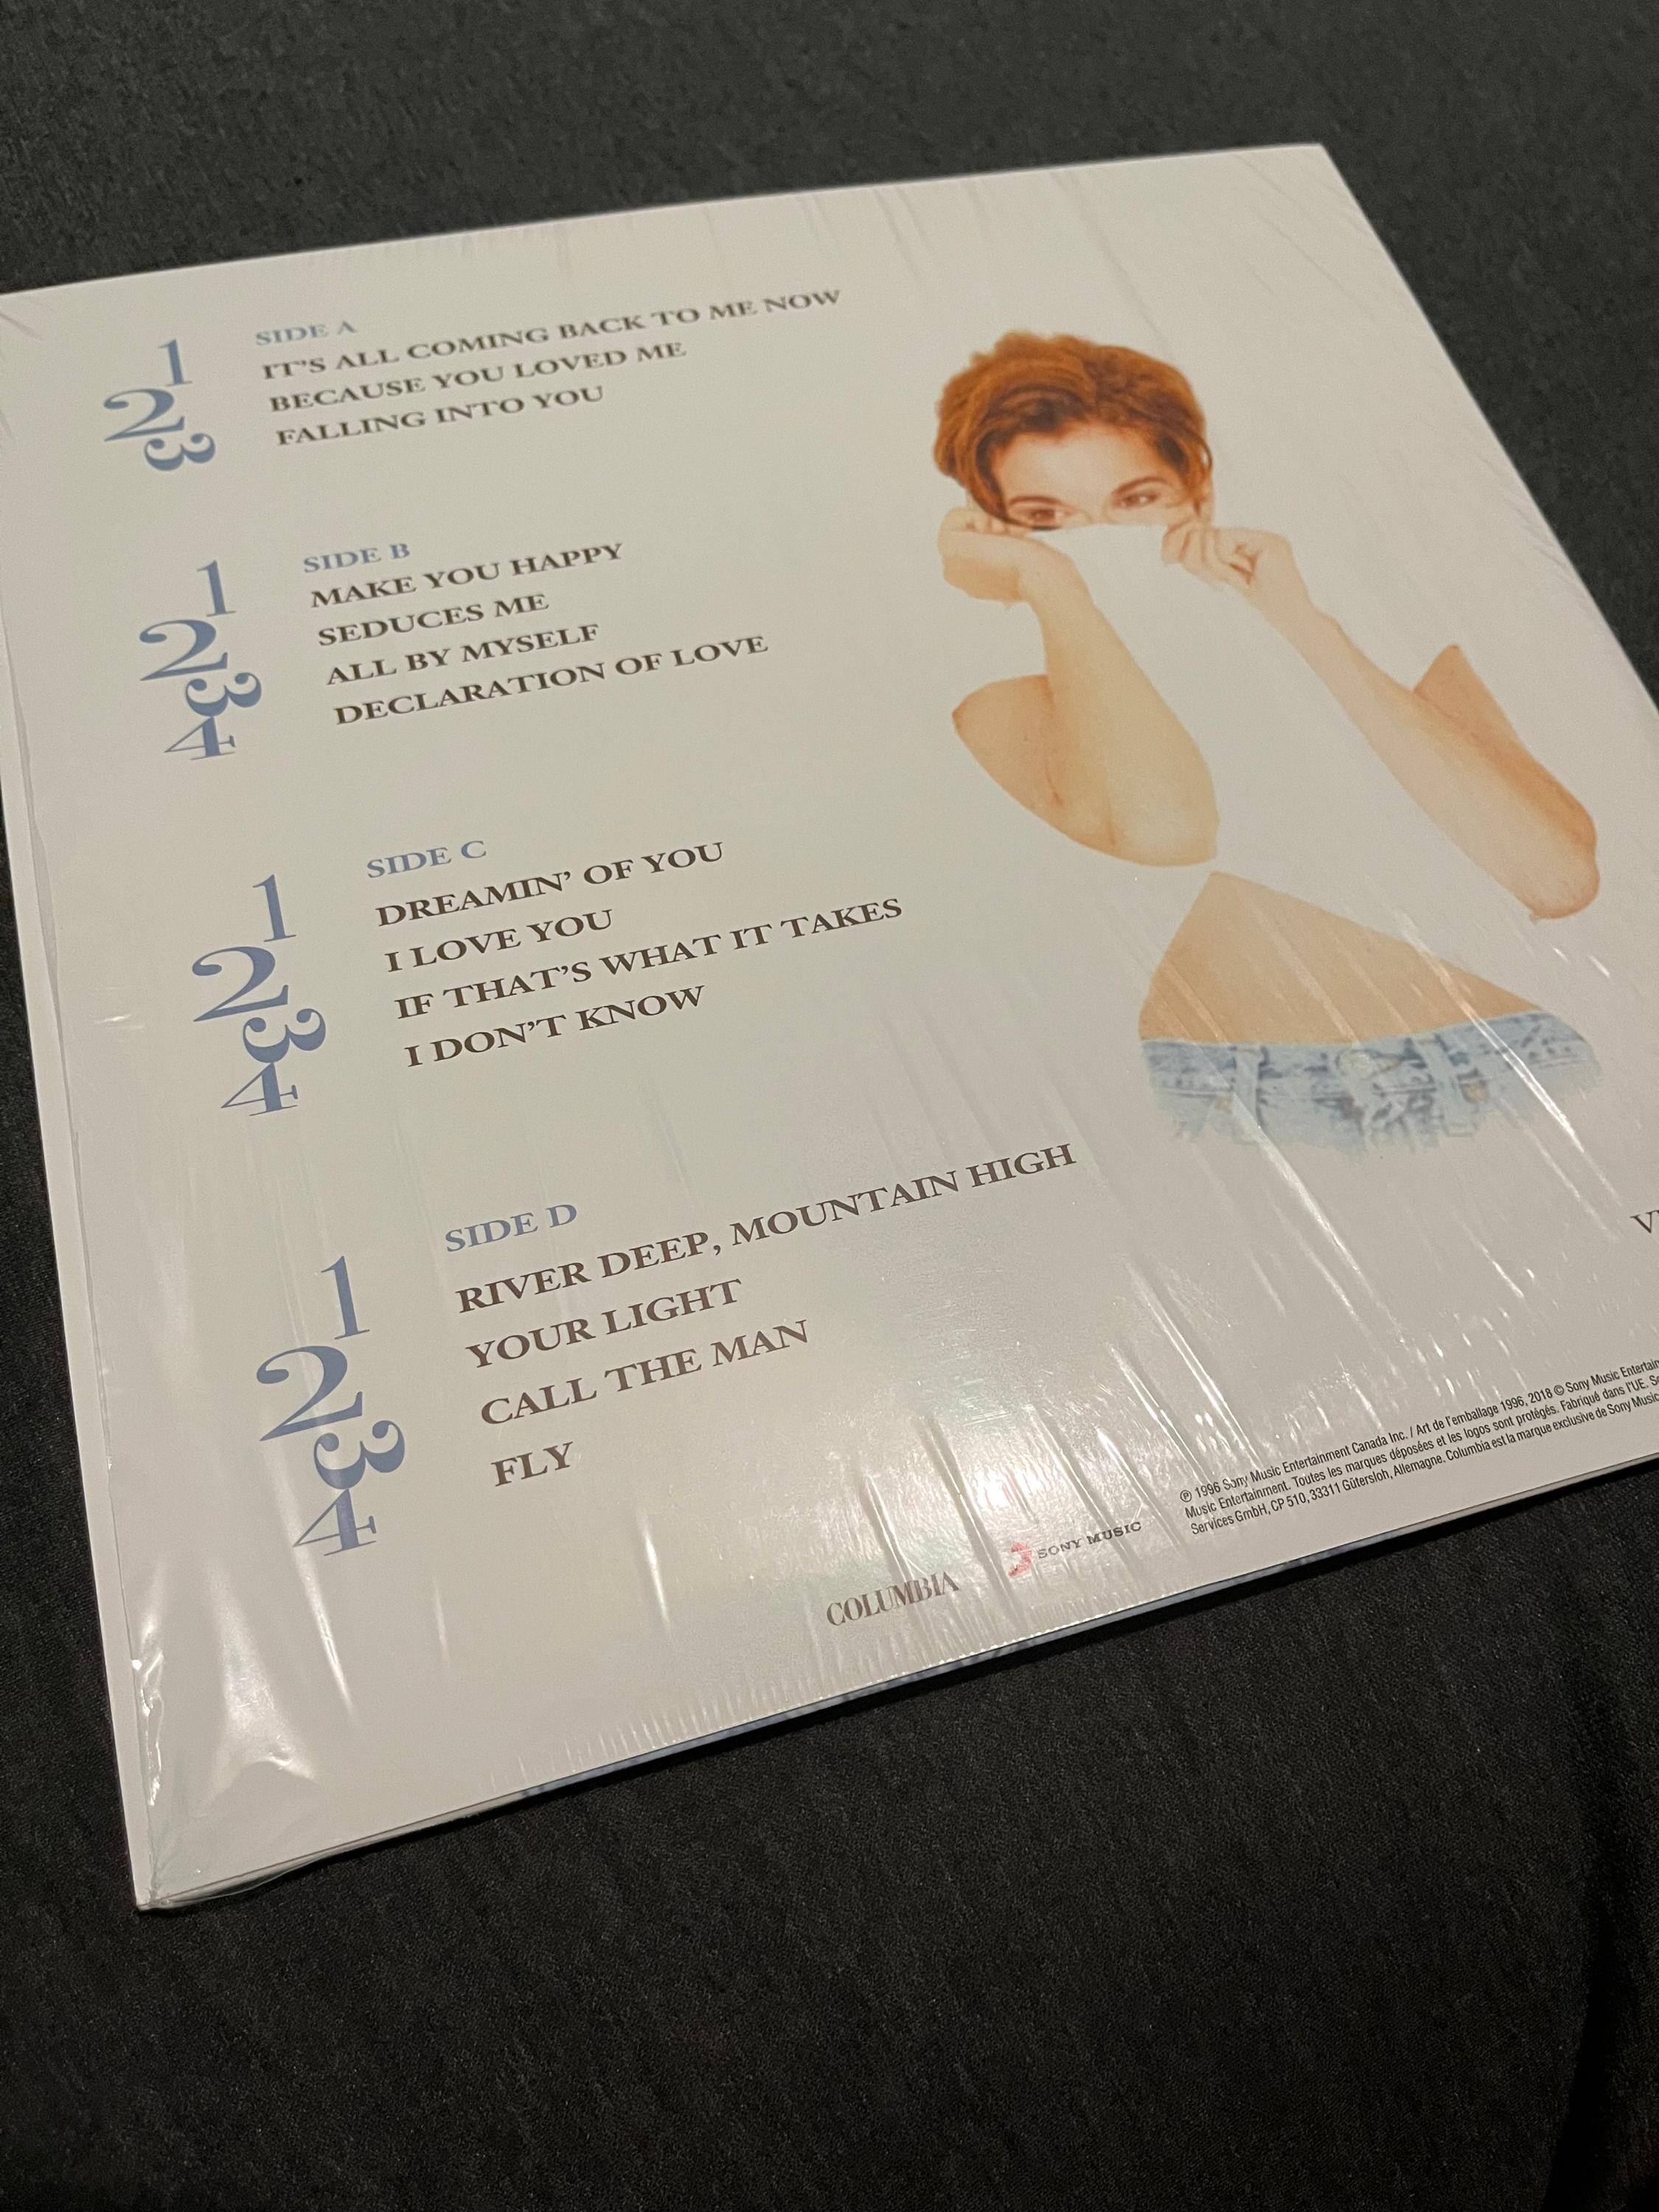 SIDE A
1 IT'S ALL COMING BACK TO ME NOW
2 BECAUSE YOU LOVED ME
3 FALLING INTO YOU
SIDE B
1 MAKE YOU HAPPY
2 SEDUCES ME
3 ALL BY MYSELF
4 DECLARATION OF LOVE
SIDE C
1 DREAMIN' OF YOU
2 I LOVE YOU
3 IF THAT'S WHAT IT TAKES
4 I DON'T KNOW
SIDE D
1 RIVER DEEP, MOUNTAIN HIGH
2 YOUR LIGHT
3 CALL THE MAN
4 FLY
COLUMBIA
SONY MUSIC
℗ 1996 Sony Music Entertainment Canada Inc. / Art de l'emballage 1996, 2018 © Sony Music
Music Entertainment. Toutes les marques déposées et les logos sont protégés. Fabriqué dans l'UE.
Services GmbH, CP 510, 33311 Gütersloh, Allemagne. Columbia est la marque exclusive de Sony Music